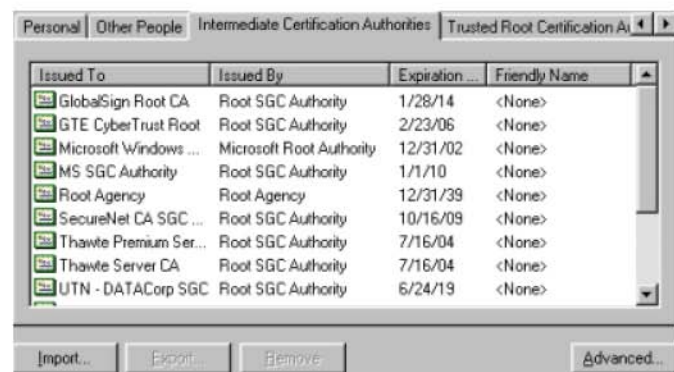 Personal Other People Intermediate Certification Authorities Trusted Root Certification Au
Issued To Issued By Expiration ... Friendly Name
GlobalSign Root CA Root SGC Authority 1/28/14 <None>
GTE CyberTrust Root Root SGC Authority 2/23/06 <None>
Microsoft Windows ... Microsoft Root Authority 12/31/02 <None>
MS SGC Authority Root SGC Authority 1/1/10 <None>
Root Agency Root Agency 12/31/39 <None>
SecureNet CA SGC ... Root SGC Authority 10/16/09 <None>
Thawte Premium Ser... Root SGC Authority 7/16/04 <None>
Thawte Server CA Root SGC Authority 7/16/04 <None>
UTN - DATACorp SGC Root SGC Authority 6/24/19 <None>
Import... Export... Remove Advanced...